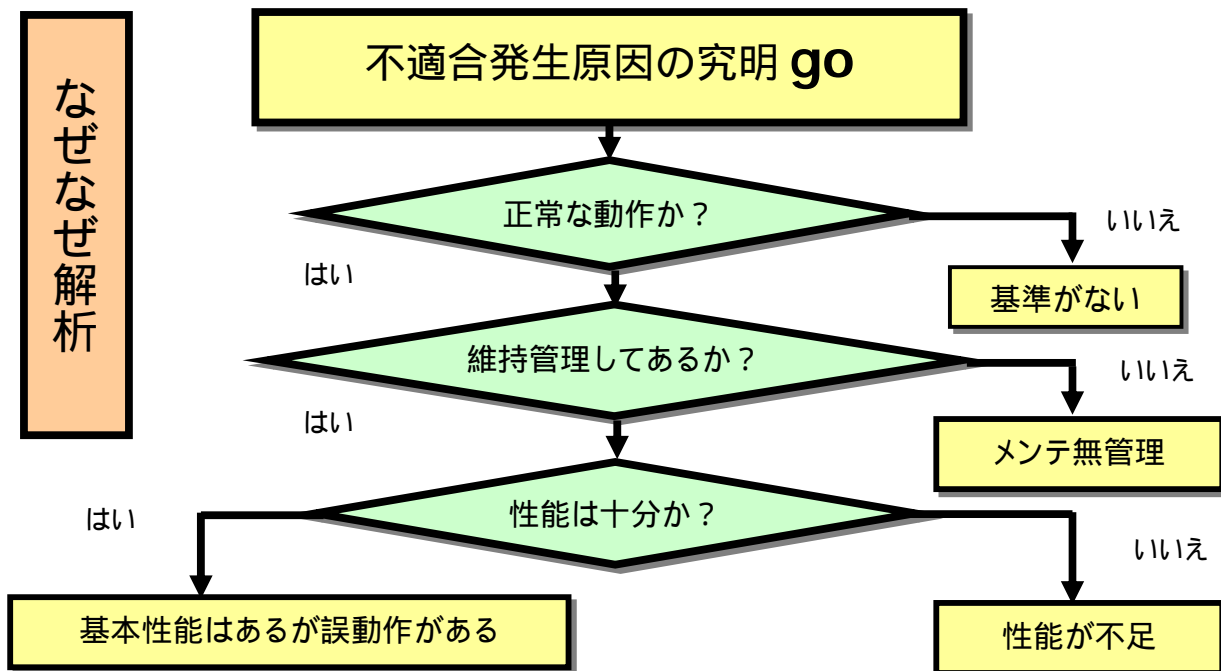 なぜなぜ解析
不適合発生原因の究明 go
正常な動作か？
いいえ
はい
基準がない
維持管理してあるか？
いいえ
はい
メンテ無管理
性能は十分か？
はい
いいえ
基本性能はあるが誤動作がある
性能が不足